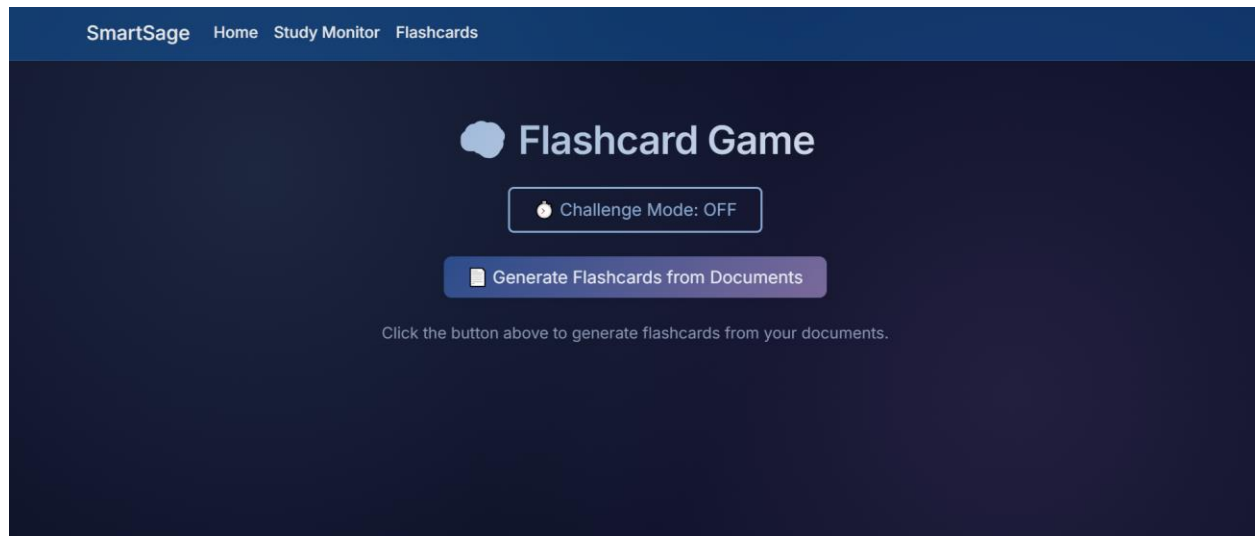 SmartSage Home Study Monitor Flashcards
Flashcard Game
Challenge Mode: OFF
Generate Flashcards from Documents
Click the button above to generate flashcards from your documents.